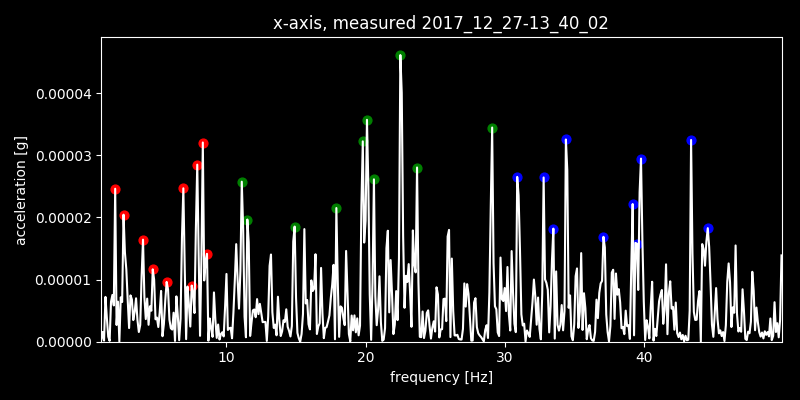 x-axis, measured 2017_12_27-13_40_02
acceleration [g]
0.00004
0.00003
0.00002
0.00001
0.00000
10 20 30 40
frequency [Hz]